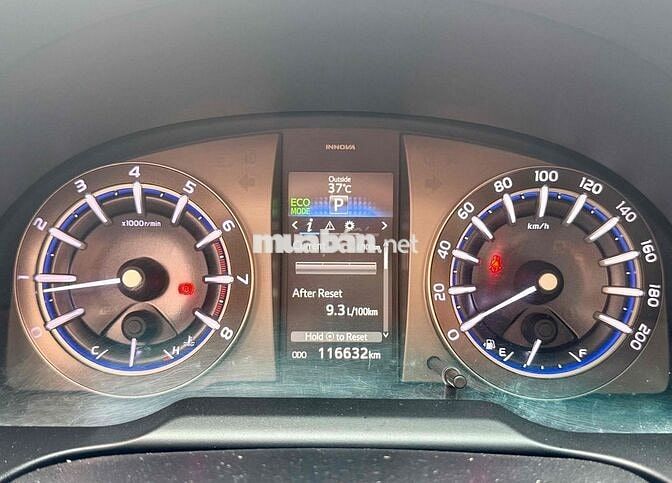 INNOVA
Outside
37°C
ECO
MODE
P
muaban.net
After Reset
9.3 L/100km
Hold to Reset
ODO 116632 km
0 1 2 3 4 5 6 7 8
x1000r/min
C H
0 20 40 60 80 100 120 140 160 180 200
km/h
E F